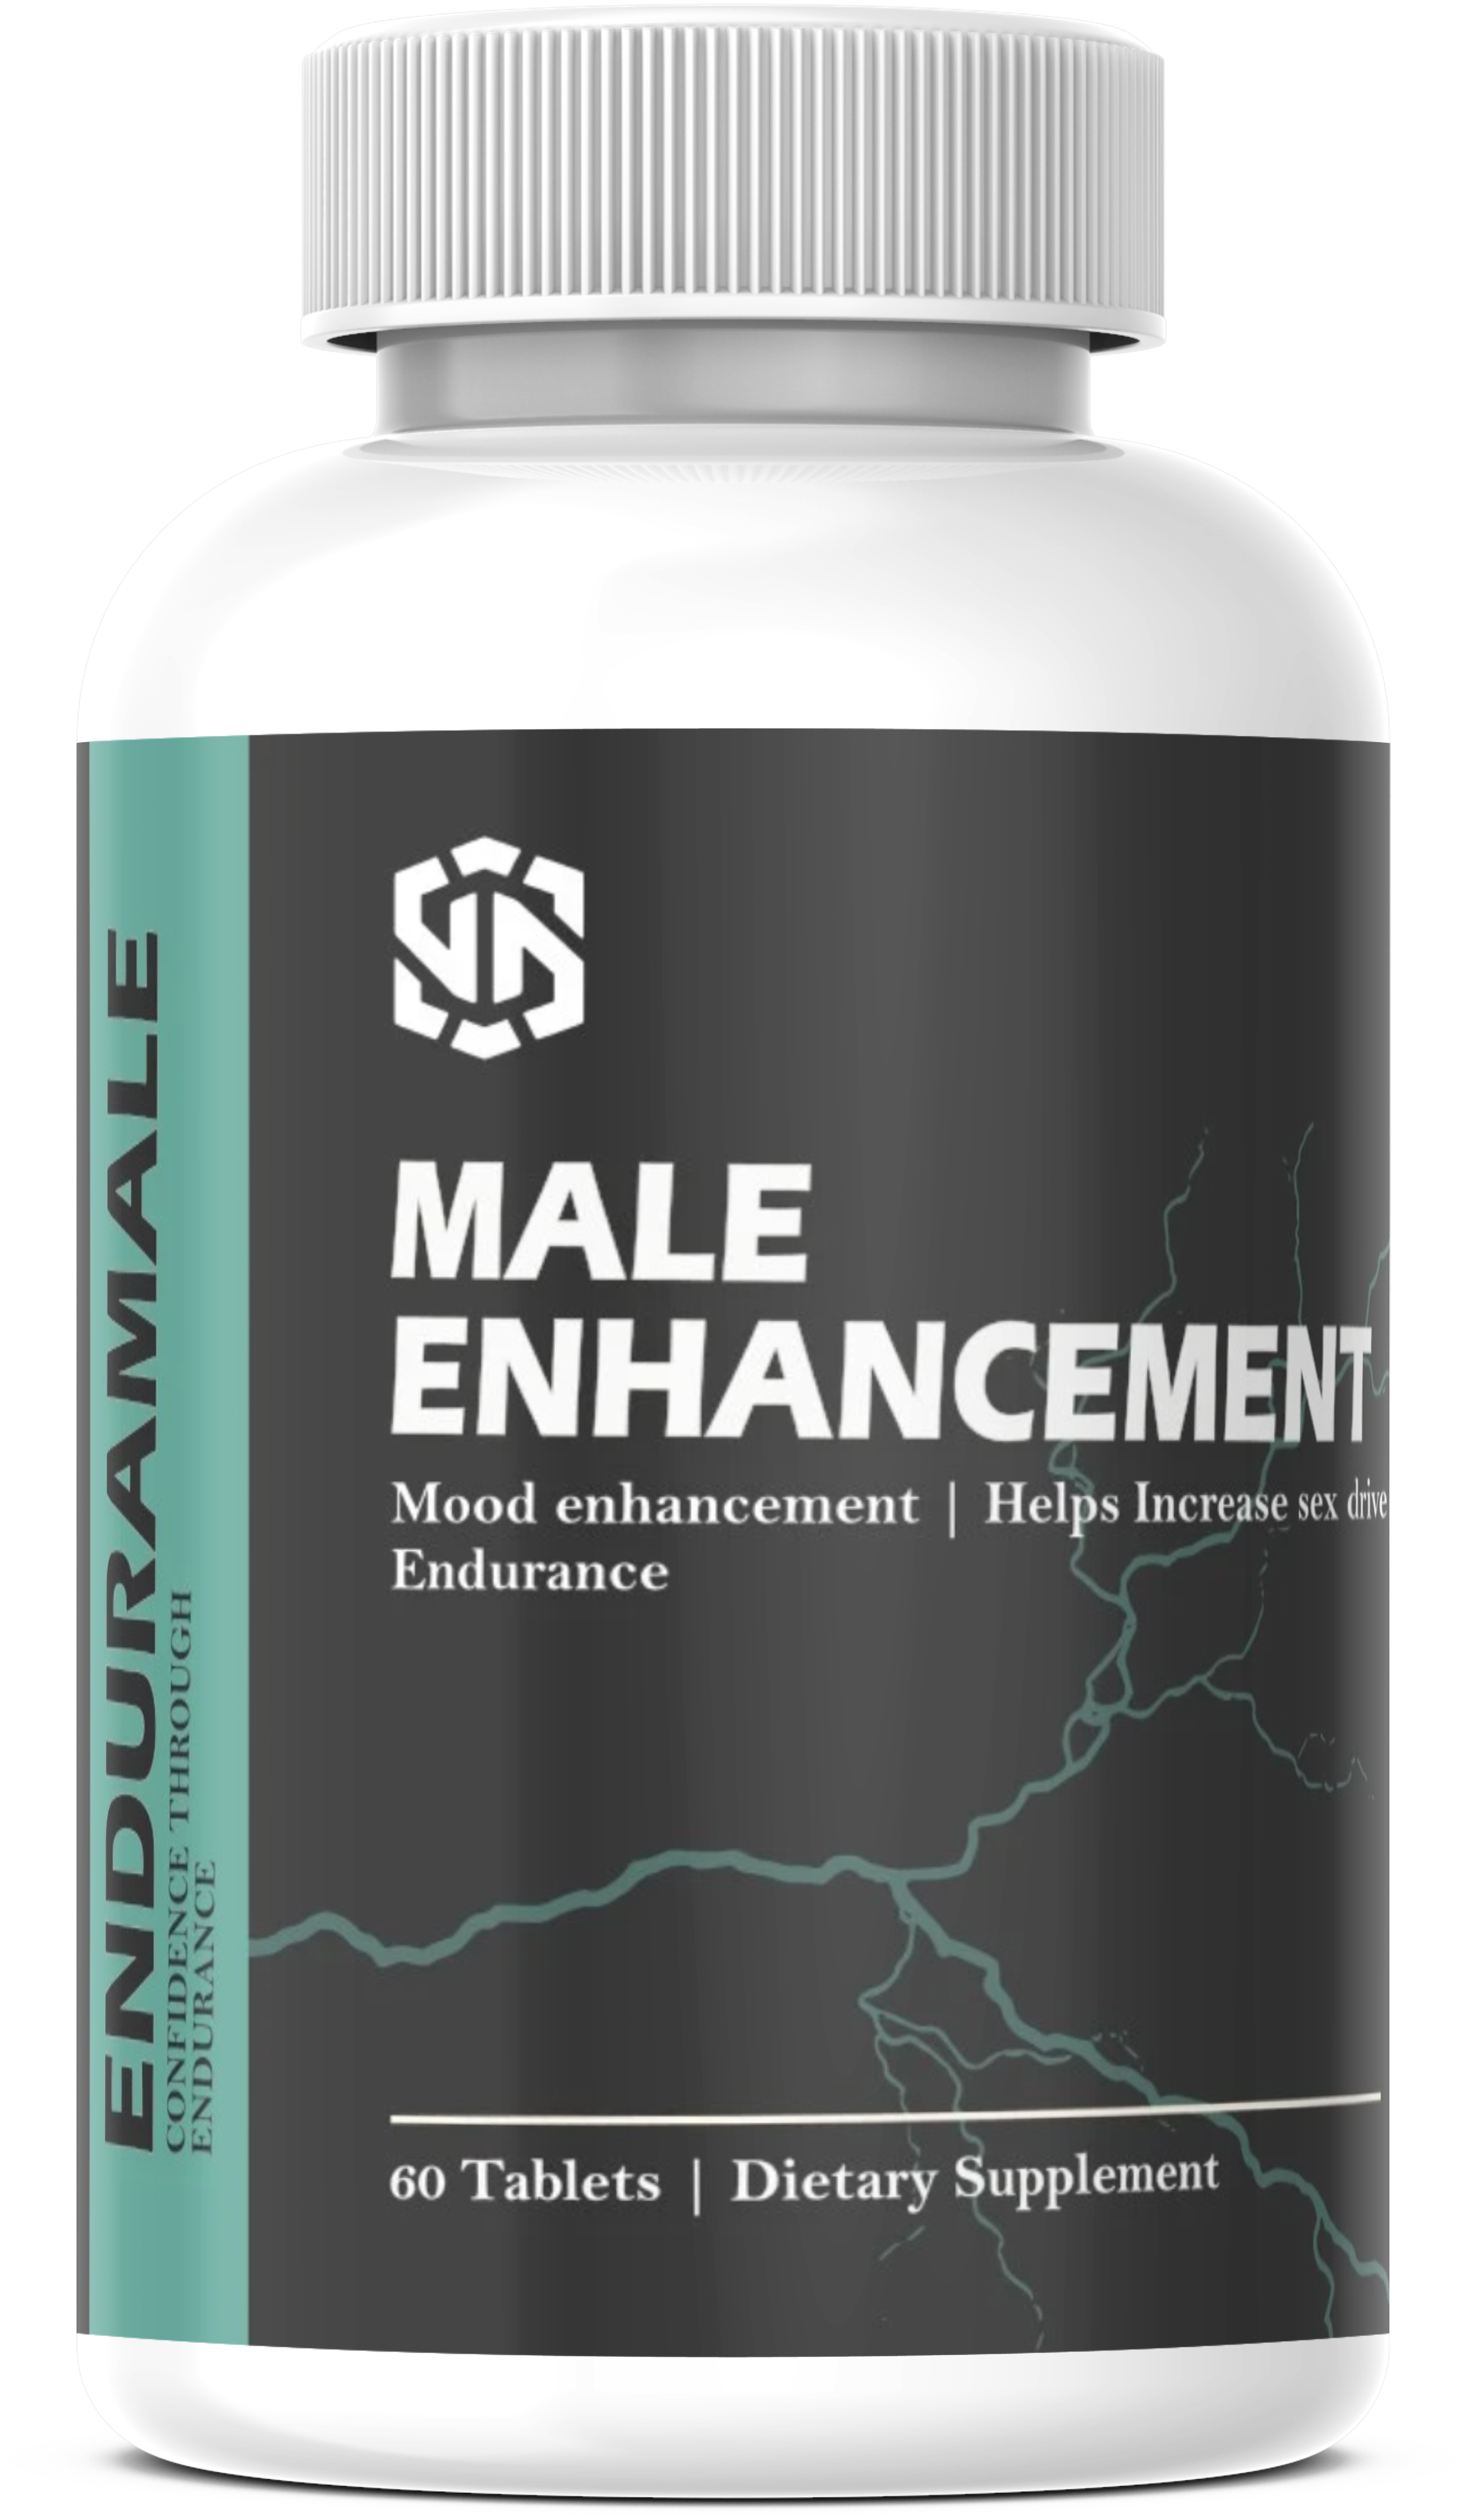 ENDURAMALE
CONFIDENCE THROUGH
ENDURANCE
MALE
ENHANCEMENT
Mood enhancement | Helps Increase sex drive
Endurance
60 Tablets | Dietary Supplement